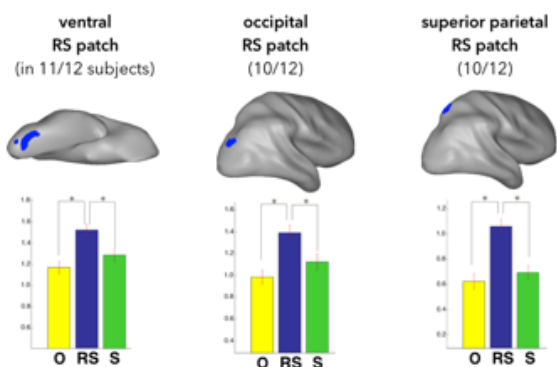 ventral
RS patch
(in 11/12 subjects)
occipital
RS patch
(10/12)
superior parietal
RS patch
(10/12)
1.8
1.6
1.4
1.2
1.0
0.8
0.6
* *
O RS S
1.6
1.4
1.2
1.0
0.8
0.6
0.4
* *
O RS S
1.2
1.0
0.8
0.6
0.4
0.2
* *
O RS S